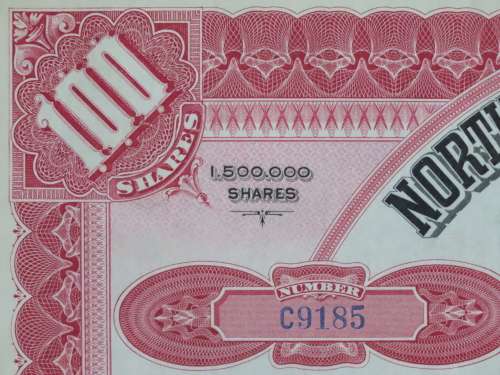 100
SHARES
1,500,000
SHARES
NORT
NUMBER
C9185